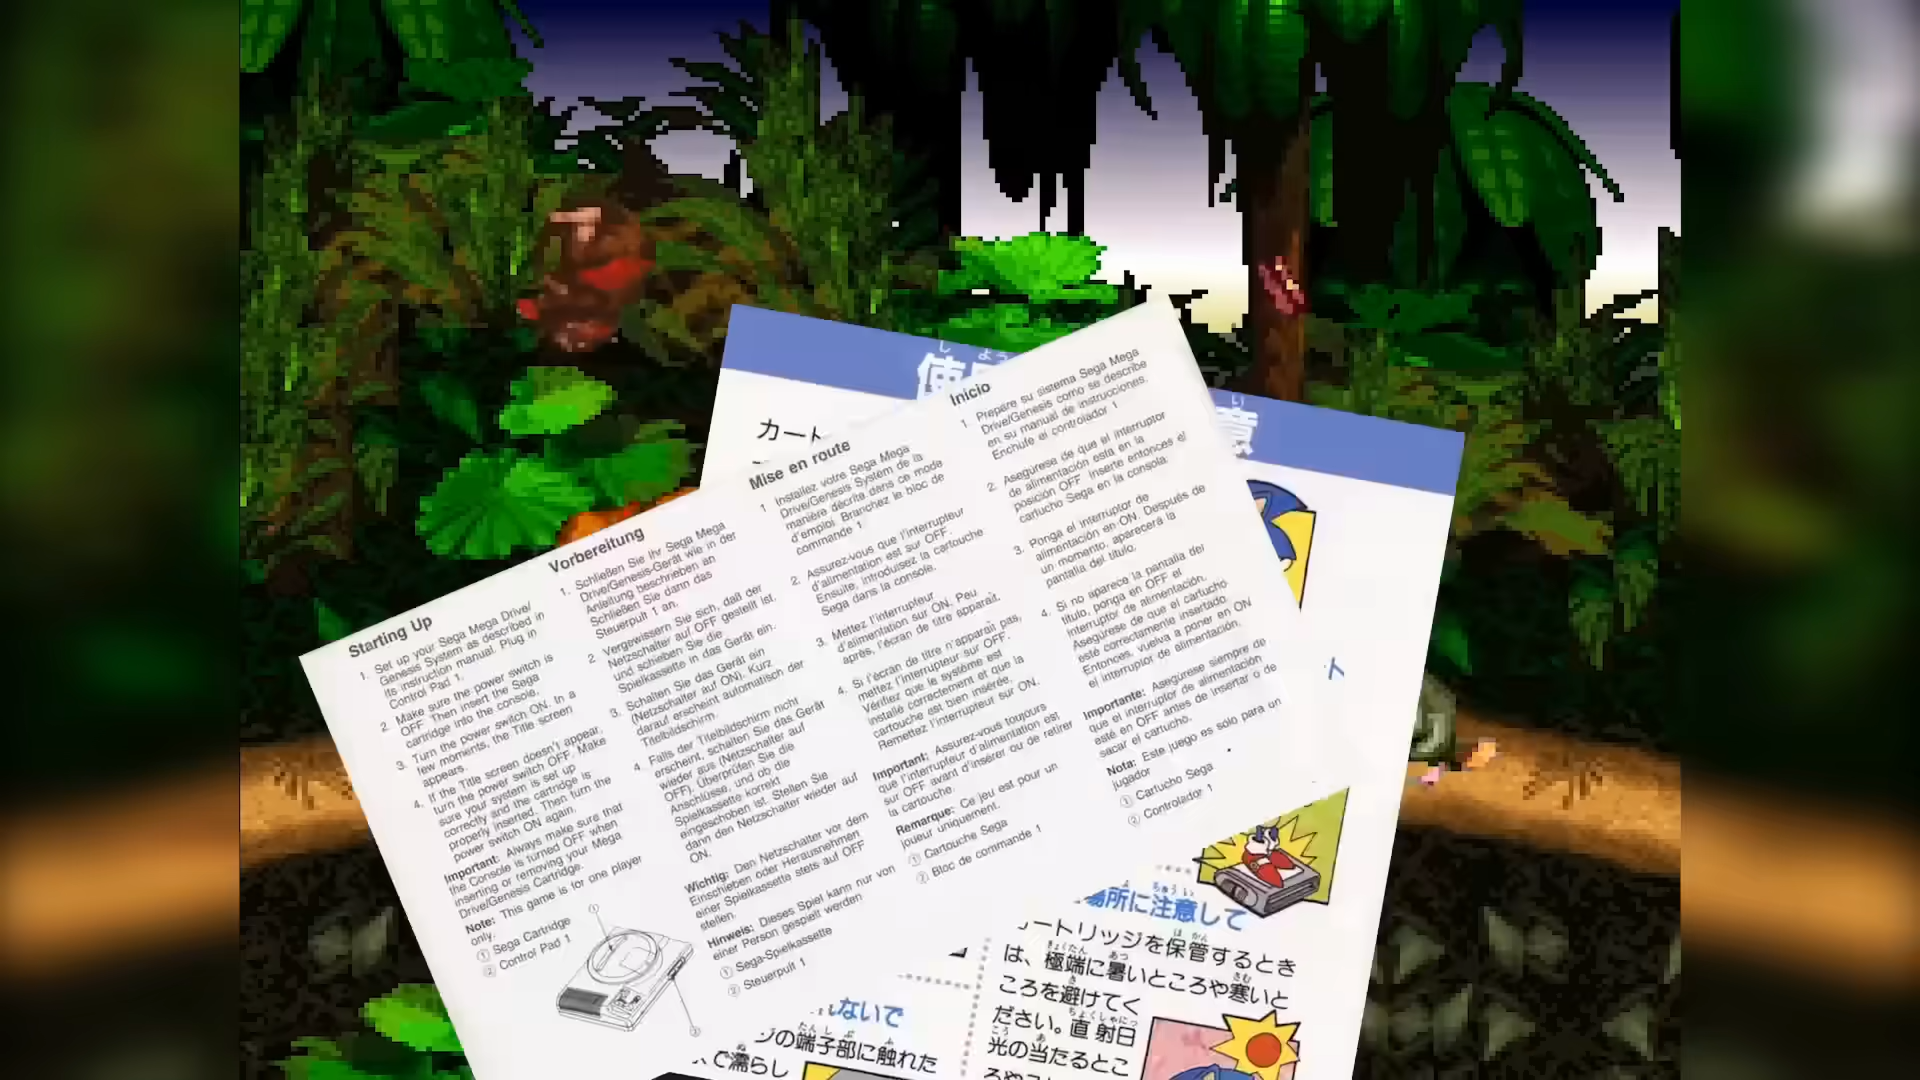 Starting Up
1. Set up your Sega Mega Drive/
Genesis System as described in
its instruction manual. Plug in
Control Pad 1.
2. Make sure the power switch is
OFF. Then insert the Sega
cartridge into the console.
3. Turn the power switch ON. In a
few moments, the Title screen
appears.
4. If the Title screen doesn't appear,
turn the power switch OFF. Make
sure your system is set up
correctly and the cartridge is
properly inserted. Then turn the
power switch ON again.
Important: Always make sure that
the Console is turned OFF when
inserting or removing your Mega
Drive/Genesis Cartridge.
Note: This game is for one player
only.
① Sega Cartridge
② Control Pad 1
①
②
Vorbereitung
1. Schließen Sie Ihr Sega Mega
Drive/Genesis-Gerät wie in der
Anleitung beschrieben an
Schließen Sie dann das
Steuerpult 1 an.
2. Vergewissern Sie sich, daß der
Netzschalter auf OFF gestellt ist.
und schieben Sie die
Spielkassette in das Gerät ein.
3. Schalten Sie das Gerät ein
(Netzschalter auf ON). Kurz
darauf erscheint automatisch der
Titelbildschirm.
4. Falls der Titelbildschirm nicht
erscheint, schalten Sie das Gerät
wieder aus (Netzschalter auf
OFF), überprüfen Sie die
Anschlüsse, und ob die
Spielkassette korrekt
eingeschoben ist. Stellen Sie
dann den Netzschalter wieder auf
ON.
Wichtig: Den Netzschalter vor dem
Einschieben oder Herausnehmen
einer Spielkassette stets auf OFF
stellen.
Hinweis: Dieses Spiel kann nur von
einer Person gespielt werden
① Sega-Spielkassette
② Steuerpult 1
Mise en route
1 Installez votre Sega Mega
Drive/Genesis System de la
manière décrita dans ce mode
d'emploi. Branchez le bloc de
commande 1.
2. Assurez-vous que l'interrupteur
d'alimentation est sur OFF.
Ensuite, introduisez la cartouche
Sega dans la console.
3. Mettez l'interrupteur
d'alimentation sur ON. Peu
après, l'écran de titre apparaît.
4. Si l'écran de titre n'apparaît pas,
mettez l'interrupteur sur OFF.
Vérifiez que le système est
installé correctement et que la
cartouche est bien insérée.
Remettez l'interrupteur sur ON.
Important: Assurez-vous toujours
que l'interrupteur d'alimentation est
sur OFF avant d'insérer ou de retirer
la cartouche.
Remarque: Ce jeu est pour un
joueur uniquement.
① Cartouche Sega
② Bloc de commande 1
Inicio
1. Prepare su sistema Sega Mega
Drive/Genesis como se describe
en su manual de instrucciones.
Enchufe el controlador 1
2. Asegúrese de que el interruptor
de alimentación esta en la
posición OFF Inserte entonces el
cartucho Sega en la consola.
3. Ponga el interruptor de
alimentación en ON. Después de
un momento, aparecerá la
pantalla del título.
4. Si no aparece la pantalla del
título, ponga en OFF el
interruptor de alimentación.
Asegúrese de que el cartucho
esté correctamente insertado.
Entonces, vuelva a poner en ON
el interruptor de alimentación.
Importante: Asegúrese siempre de
que el interruptor de alimentación
esté en OFF antes de insertar o de
sacar el cartucho.
Nota: Este juego es sólo para un
jugador
① Cartucho Sega
② Controlador 1
使
意
カート
ト
場所に注意して
ートリッジを保管するとき
は、極端に暑いところや寒いと
ころを避けてく
ださい。直射日
光の当たるとこ
ないで
ジの端子部に触れた
で濡らし